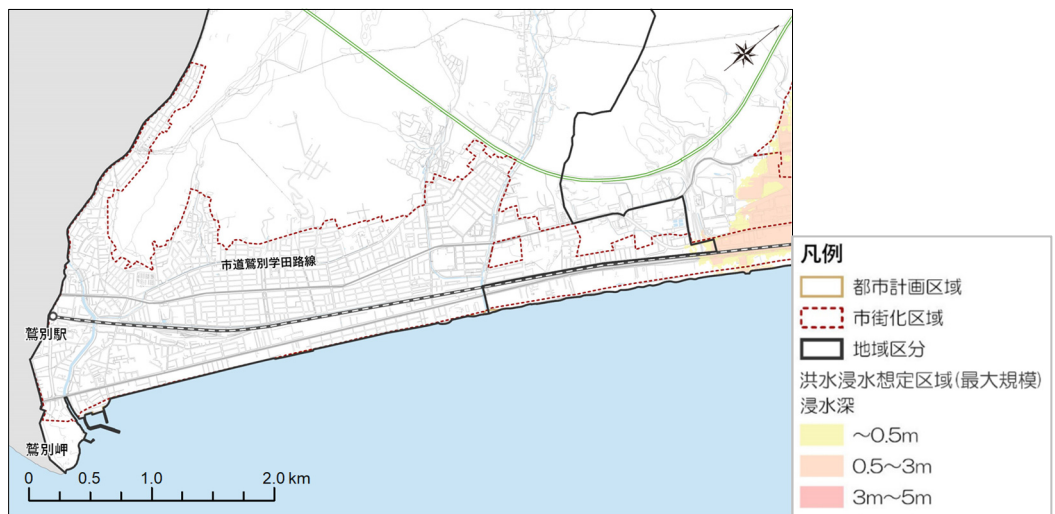 市道鷲別学田路線
鷲別駅
鷲別岬
0 0.5 1.0 2.0 km
凡例
都市計画区域
市街化区域
地域区分
洪水浸水想定区域(最大規模)
浸水深
～0.5m
0.5～3m
3m～5m